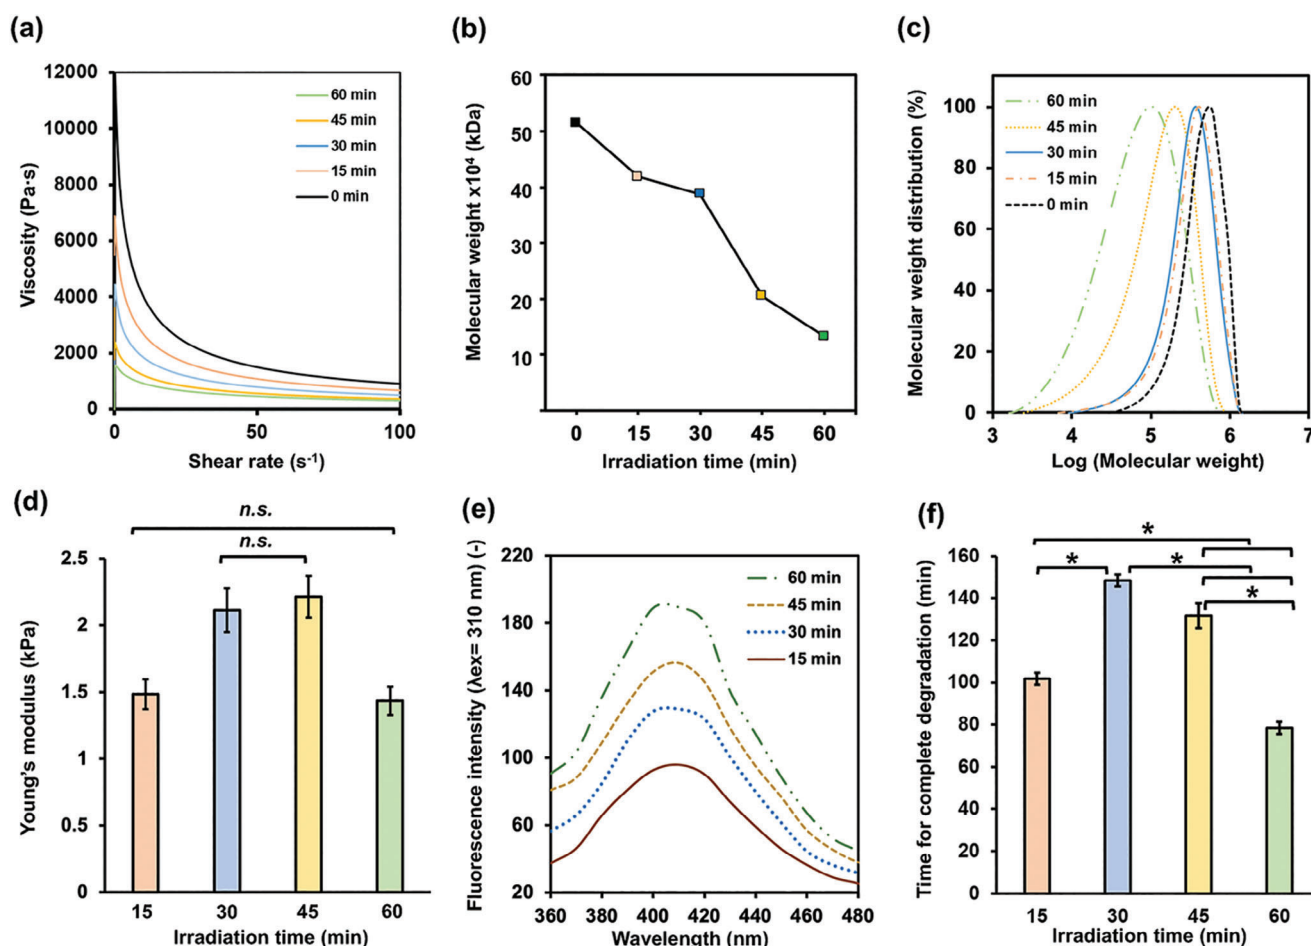 (a)
12000
10000
8000
6000
4000
2000
0
Viscosity (Pa·s)
60 min
45 min
30 min
15 min
0 min
0 50 100
Shear rate (s⁻¹)
(b)
60
50
40
30
20
10
Molecular weight x10⁴ (kDa)
0 15 30 45 60
Irradiation time (min)
(c)
100
80
60
40
20
0
Molecular weight distribution (%)
60 min
45 min
30 min
15 min
0 min
3 4 5 6 7
Log (Molecular weight)
(d)
n.s.
n.s.
2.5
2
1.5
1
0.5
0
Young's modulus (kPa)
15 30 45 60
Irradiation time (min)
(e)
220
180
140
100
60
20
Fluorescence intensity (λex= 310 nm) (-)
60 min
45 min
30 min
15 min
360 380 400 420 440 460 480
Wavelength (nm)
(f)
*
* *
*
160
140
120
100
80
60
40
20
0
Time for complete degradation (min)
15 30 45 60
Irradiation time (min)